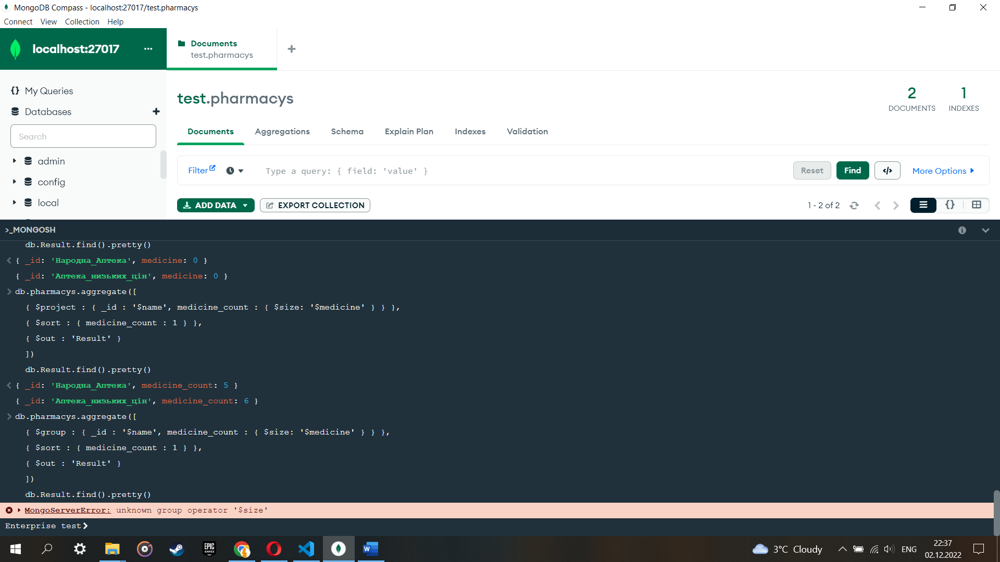 MongoDB Compass - localhost:27017/test.pharmacys
Connect View Collection Help
localhost:27017 ...
Documents
test.pharmacys
My Queries
Databases
Search
admin
config
local
test.pharmacys
2
DOCUMENTS
1
INDEXES
Documents Aggregations Schema Explain Plan Indexes Validation
Filter Type a query: { field: 'value' } Reset Find </> More Options
ADD DATA EXPORT COLLECTION 1 - 2 of 2 {}
>_MONGOSH
db.Result.find().pretty()
< { _id: 'Народна_Аптека', medicine: 0 }
{ _id: 'Аптека_низьких_цін', medicine: 0 }
> db.pharmacys.aggregate([
{ $project : { _id : '$name', medicine_count : { $size: '$medicine' } } },
{ $sort : { medicine_count : 1 } },
{ $out : 'Result' }
])
db.Result.find().pretty()
< { _id: 'Народна_Аптека', medicine_count: 5 }
{ _id: 'Аптека_низьких_цін', medicine_count: 6 }
> db.pharmacys.aggregate([
{ $group : { _id : '$name', medicine_count : { $size: '$medicine' } } },
{ $sort : { medicine_count : 1 } },
{ $out : 'Result' }
])
db.Result.find().pretty()
MongoServerError: unknown group operator '$size'
Enterprise test>
EPIC GAMES
W
3°C Cloudy
ENG
22:37
02.12.2022